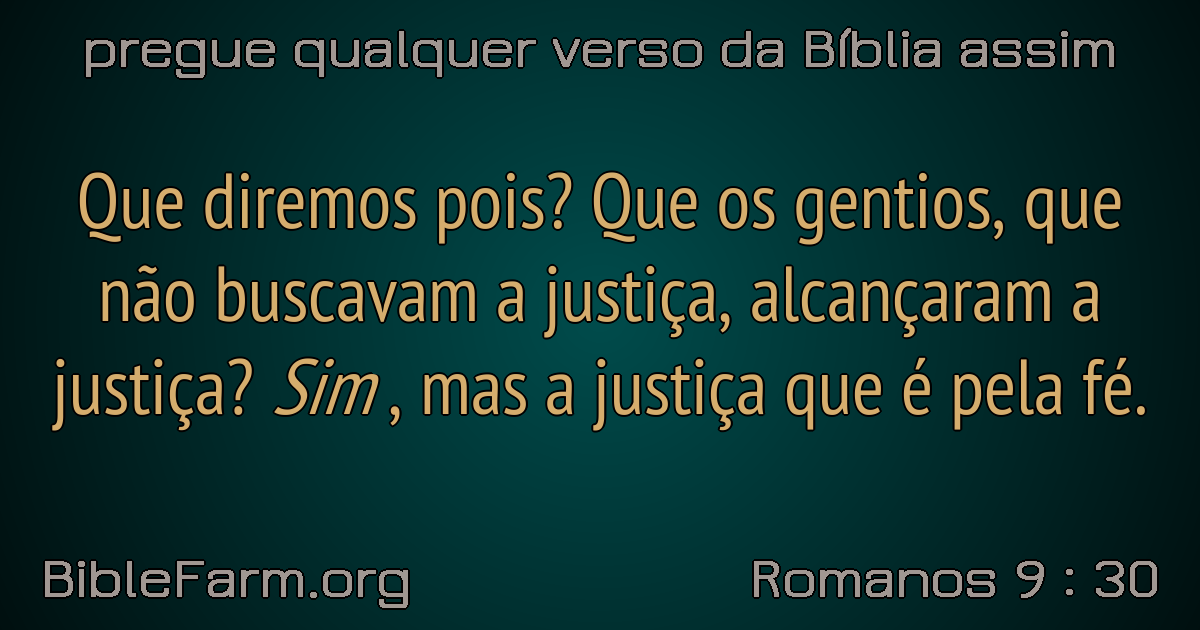 pregue qualquer verso da Bíblia assim
Que diremos pois? Que os gentios, que
não buscavam a justiça, alcançaram a
justiça? Sim , mas a justiça que é pela fé.
BibleFarm.org
Romanos 9 : 30